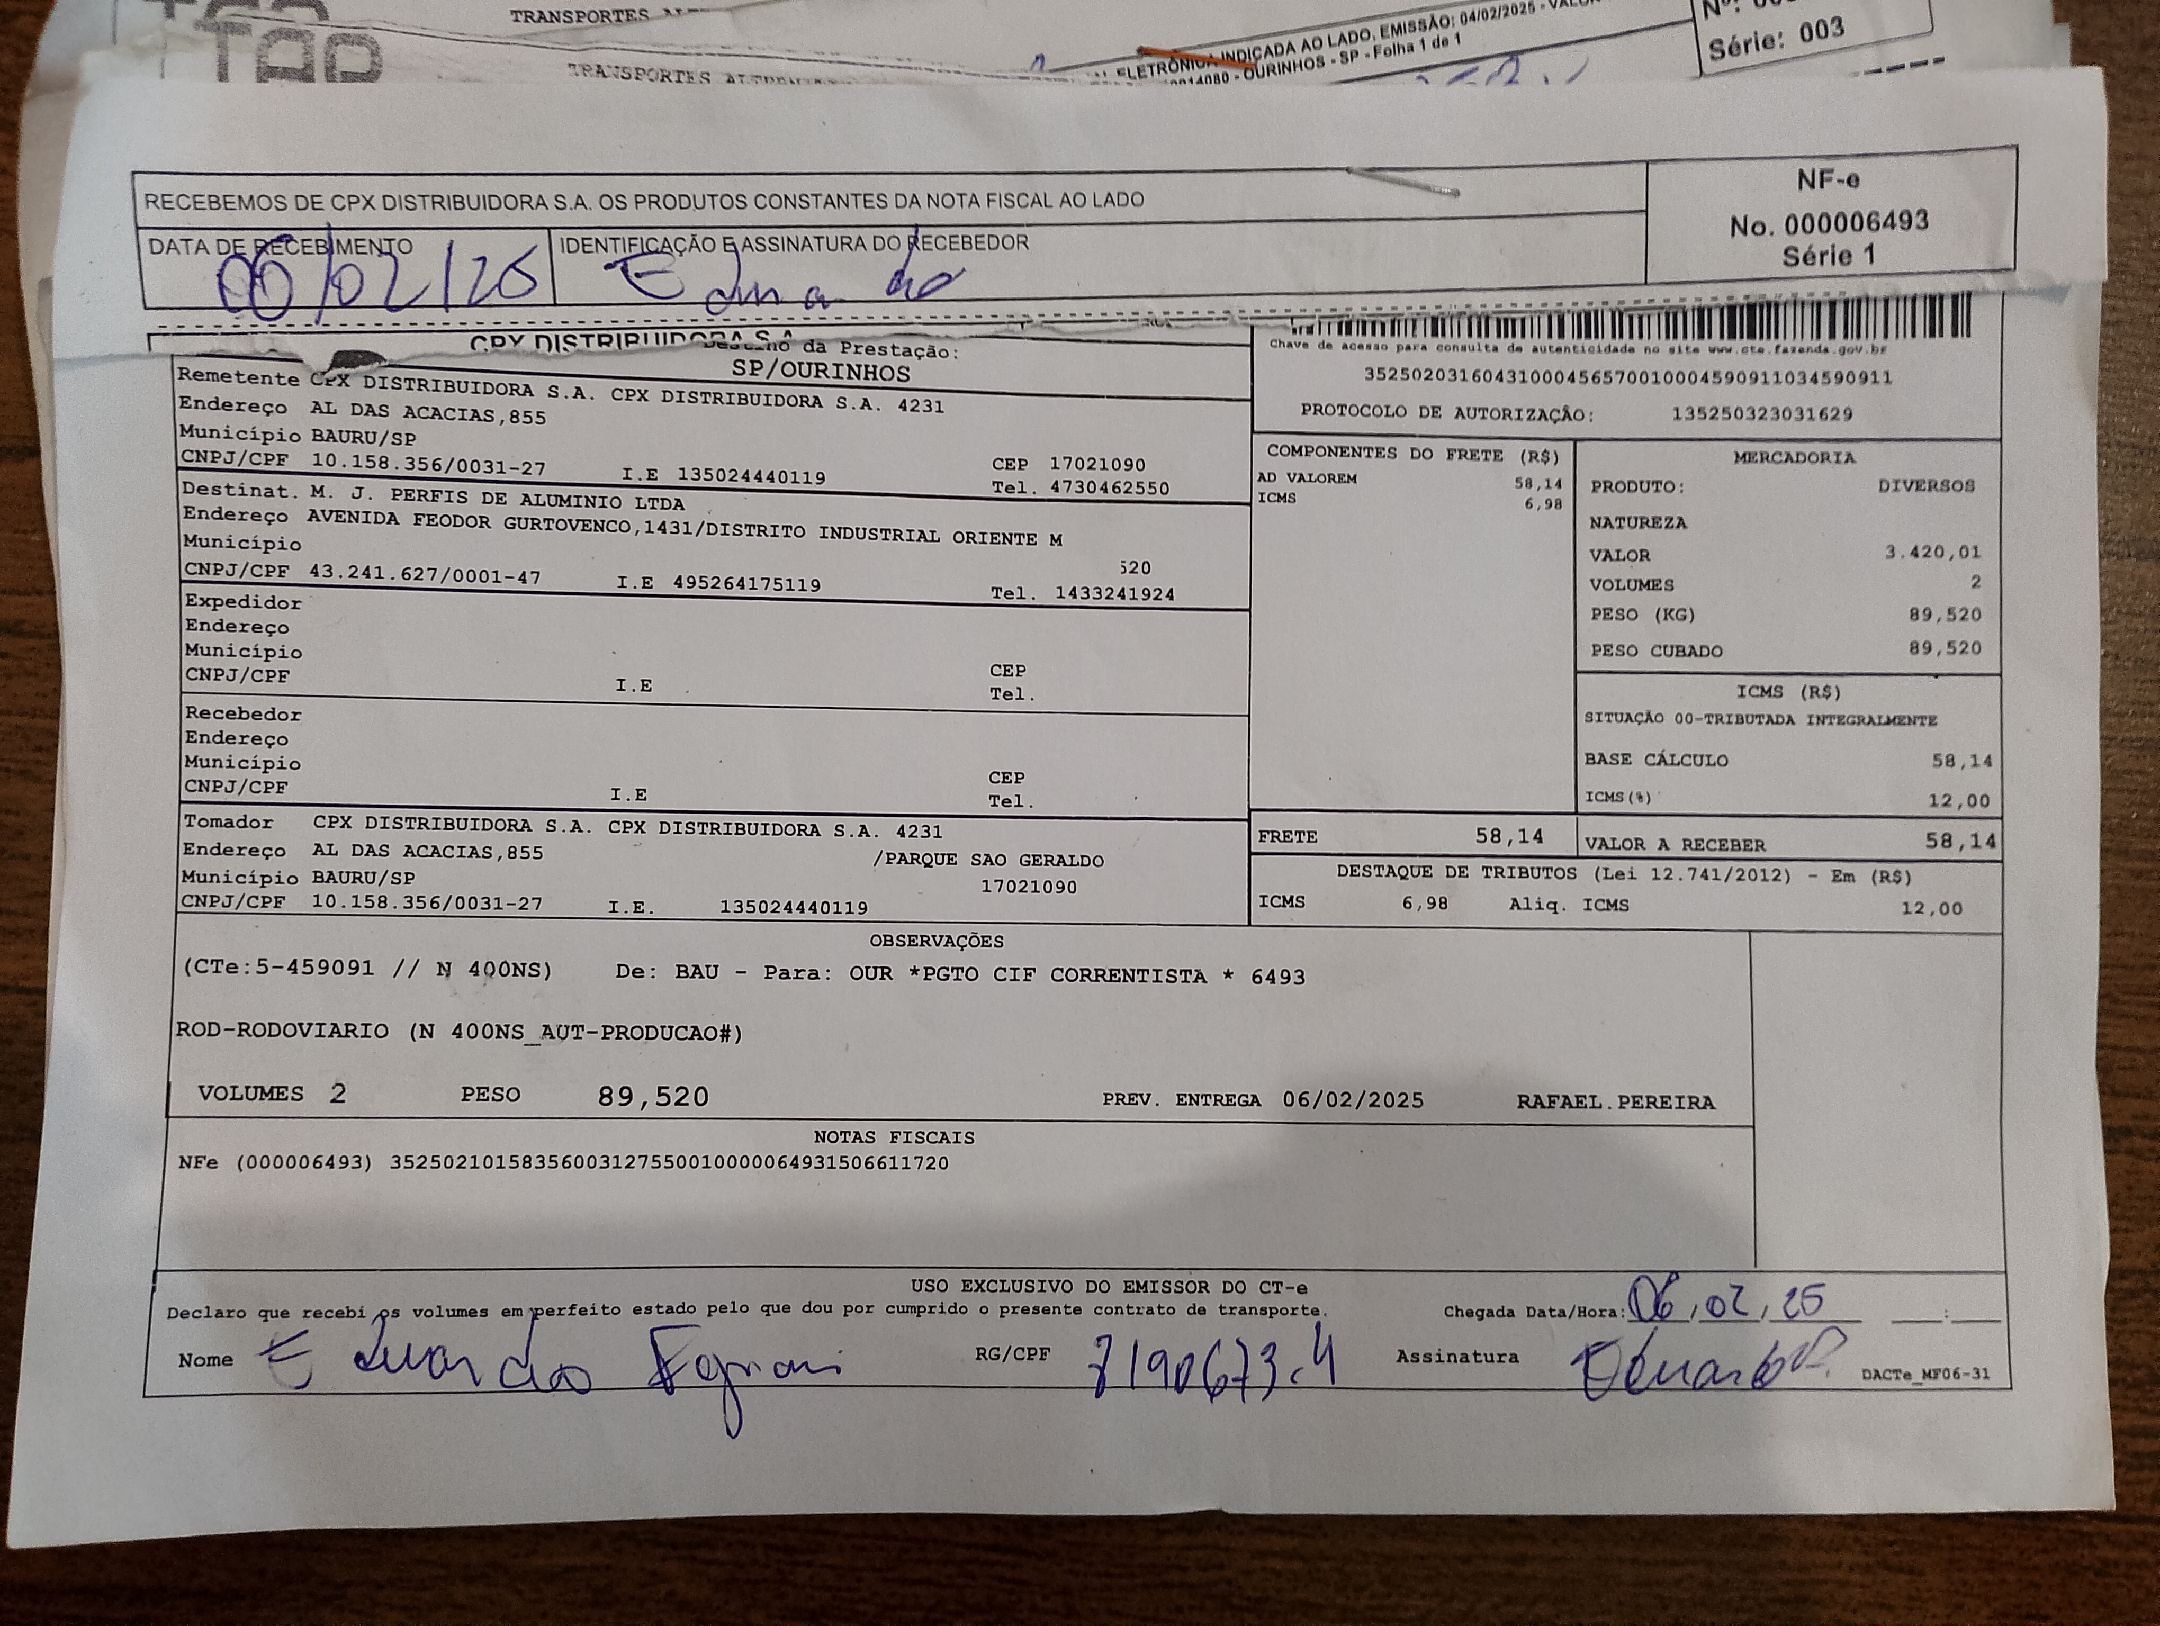 TRANSPORTES
TRANSPORTES
ELETRÔNICA INDICADA AO LADO. EMISSÃO: 04/02/2025 -
- OURINHOS - SP - Folha 1 de 1
Série: 003
RECEBEMOS DE CPX DISTRIBUIDORA S.A. OS PRODUTOS CONSTANTES DA NOTA FISCAL AO LADO
NF-e
No. 000006493
Série 1
DATA DE RECEBIMENTO
06/02/25
IDENTIFICAÇÃO E ASSINATURA DO RECEBEDOR
CPX DISTRIBUIDORA S.A.
da Prestação:
SP/OURINHOS
Chave de acesso para consulta de autenticidade no site www.cte.fazenda.gov.br
35250203160431000456570010004590911034590911
PROTOCOLO DE AUTORIZAÇÃO: 135250323031629
Remetente CPX DISTRIBUIDORA S.A. CPX DISTRIBUIDORA S.A. 4231
Endereço AL DAS ACACIAS,855
Município BAURU/SP
CNPJ/CPF 10.158.356/0031-27 I.E 135024440119 CEP 17021090
Tel. 4730462550
Destinat. M. J. PERFIS DE ALUMINIO LTDA
Endereço AVENIDA FEODOR GURTOVENCO,1431/DISTRITO INDUSTRIAL ORIENTE M
Município 520
CNPJ/CPF 43.241.627/0001-47 I.E 495264175119 Tel. 1433241924
Expedidor
Endereço
Município
CNPJ/CPF I.E CEP
Tel.
Recebedor
Endereço
Município
CNPJ/CPF I.E CEP
Tel.
Tomador CPX DISTRIBUIDORA S.A. CPX DISTRIBUIDORA S.A. 4231
Endereço AL DAS ACACIAS,855 /PARQUE SAO GERALDO
Município BAURU/SP 17021090
CNPJ/CPF 10.158.356/0031-27 I.E. 135024440119
COMPONENTES DO FRETE (R$)
AD VALOREM 58,14
ICMS 6,98
MERCADORIA
PRODUTO: DIVERSOS
NATUREZA
VALOR 3.420,01
VOLUMES 2
PESO (KG) 89,520
PESO CUBADO 89,520
ICMS (R$)
SITUAÇÃO 00-TRIBUTADA INTEGRALMENTE
BASE CÁLCULO 58,14
ICMS(%) 12,00
FRETE 58,14 VALOR A RECEBER 58,14
DESTAQUE DE TRIBUTOS (Lei 12.741/2012) - Em (R$)
ICMS 6,98 Aliq. ICMS 12,00
OBSERVAÇÕES
(CTe:5-459091 // N 400NS) De: BAU - Para: OUR *PGTO CIF CORRENTISTA * 6493
ROD-RODOVIARIO (N 400NS_AUT-PRODUCAO#)
VOLUMES 2 PESO 89,520 PREV. ENTREGA 06/02/2025 RAFAEL.PEREIRA
NOTAS FISCAIS
NFe (000006493) 35250210158356003127550010000064931506611720
USO EXCLUSIVO DO EMISSOR DO CT-e
Declaro que recebi os volumes em perfeito estado pelo que dou por cumprido o presente contrato de transporte. Chegada Data/Hora: 06,02,25
Nome Eduardo RG/CPF 7190673.4 Assinatura Eduardo DACTe_MF06-31